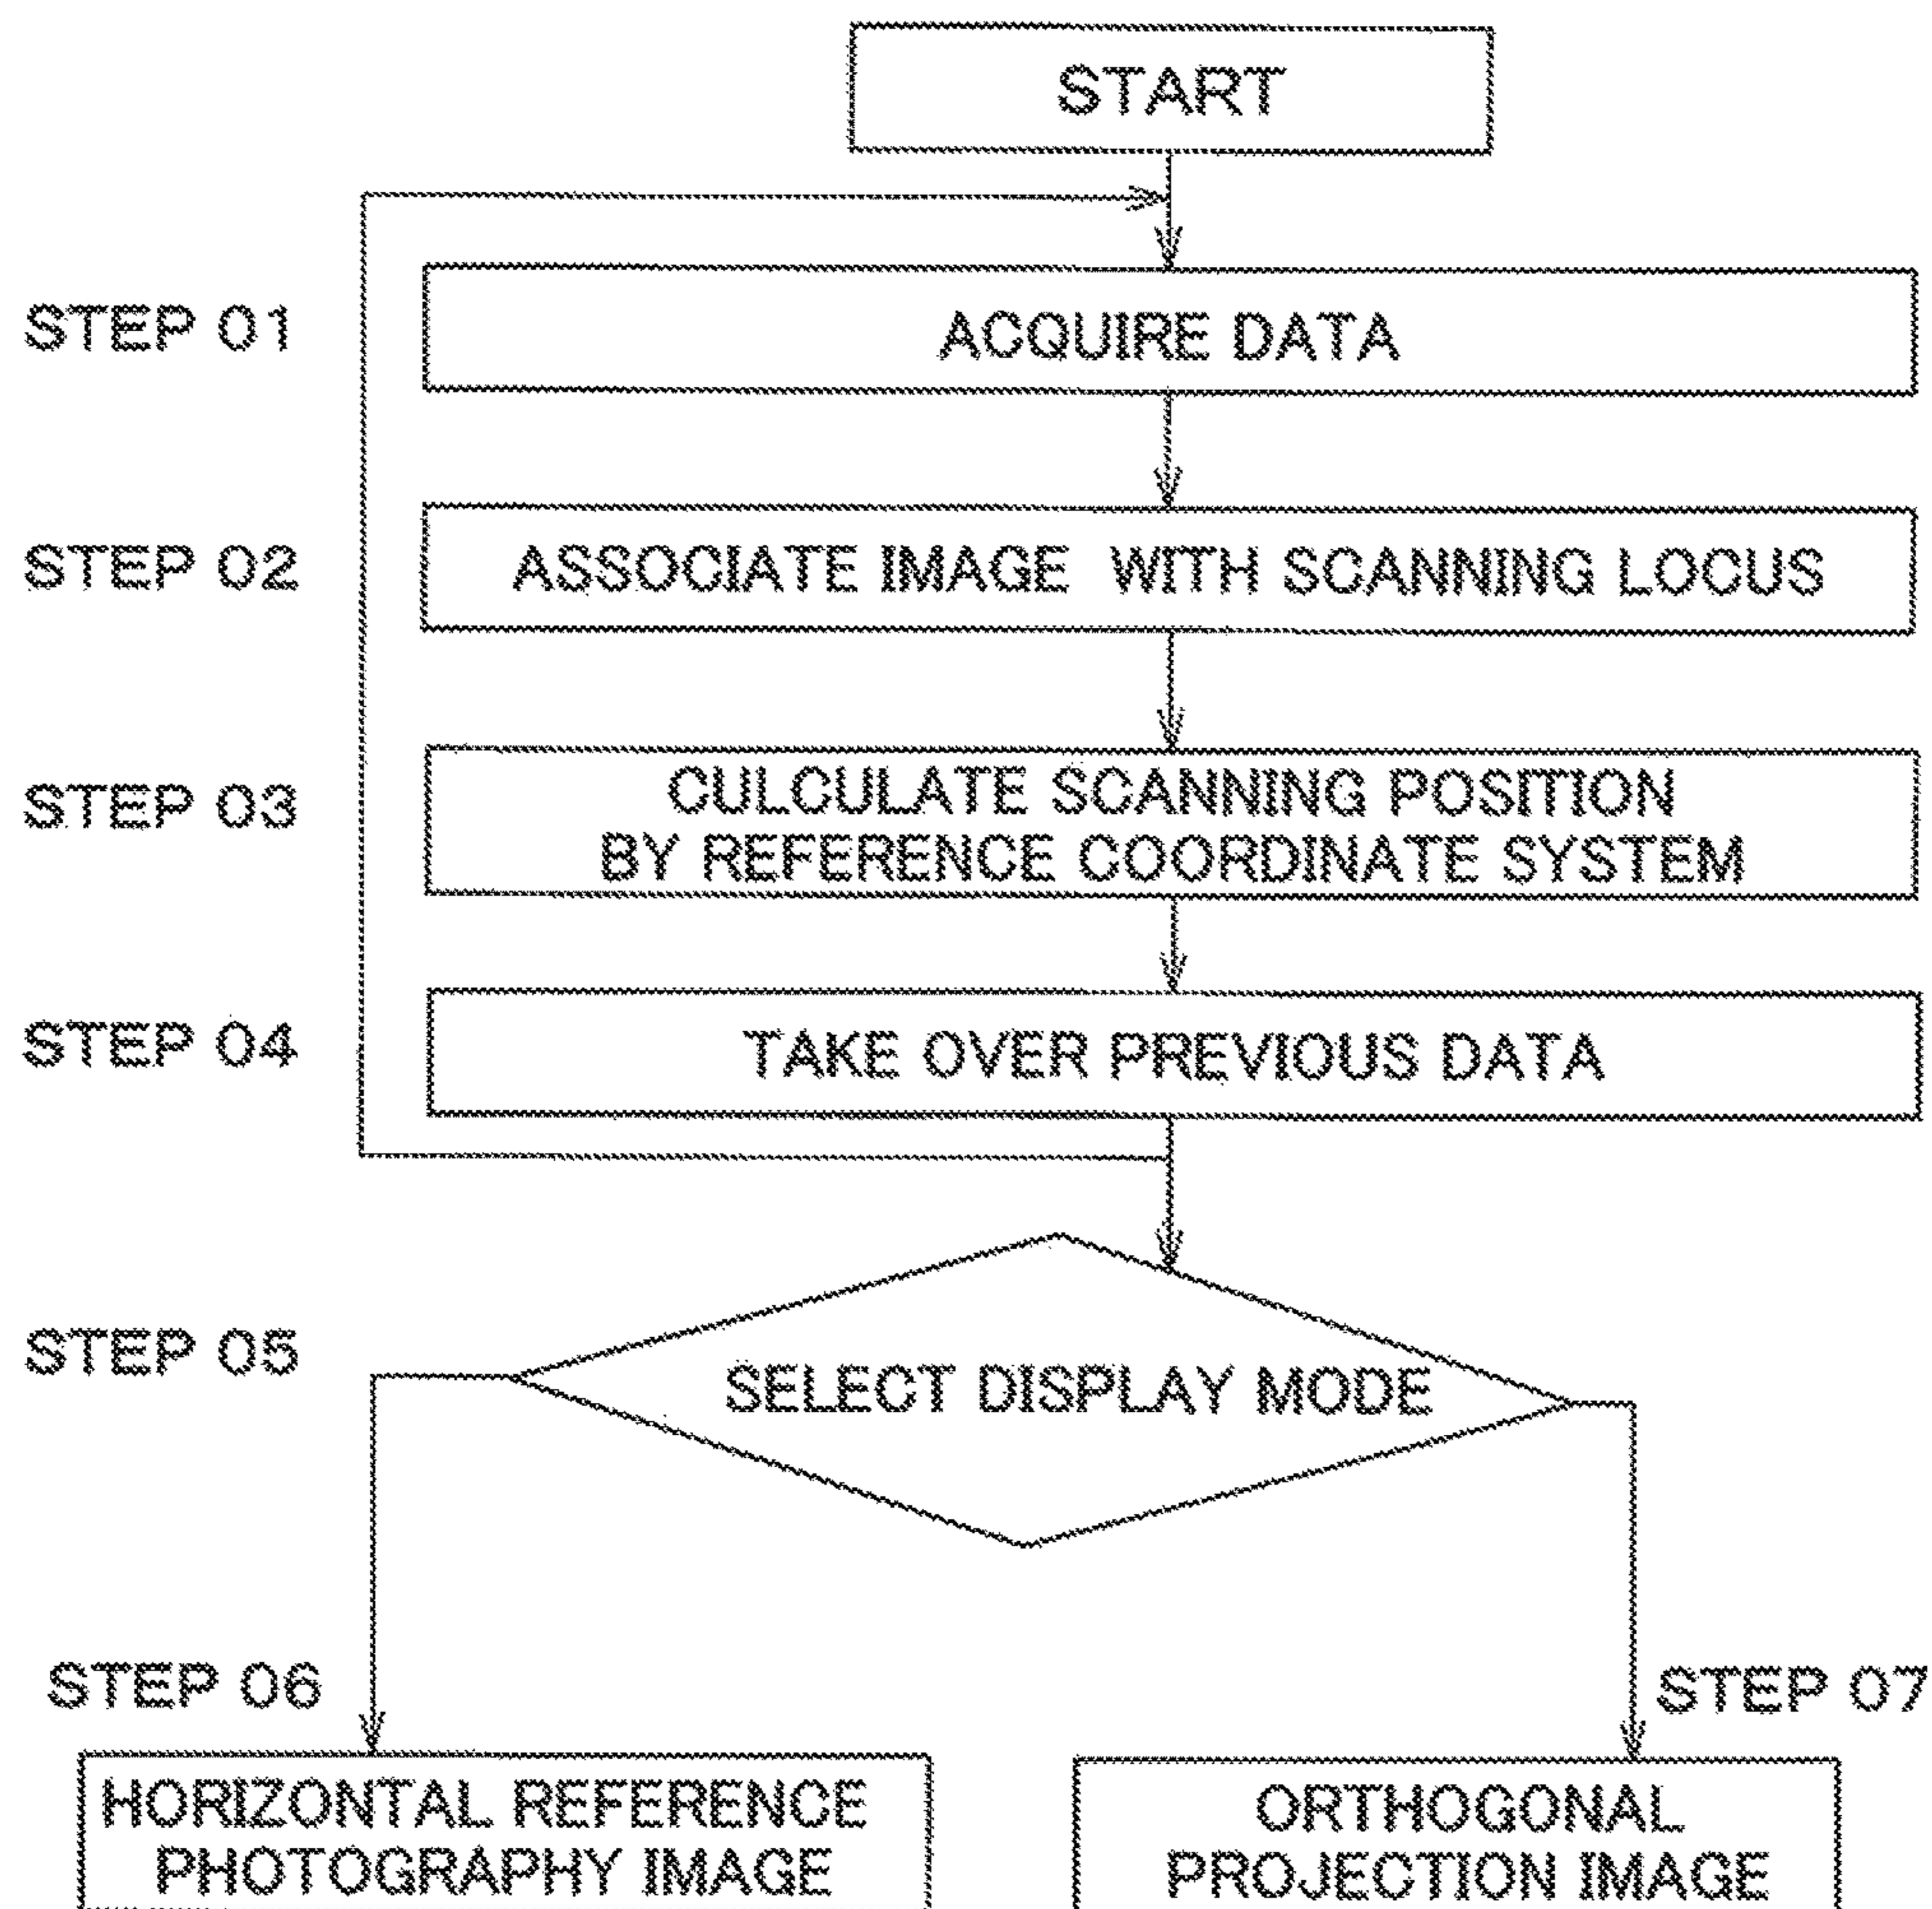 START
STEP 01
ACQUIRE DATA
STEP 02
ASSOCIATE IMAGE WITH SCANNING LOCUS
STEP 03
CULCULATE SCANNING POSITION
BY REFERENCE COORDINATE SYSTEM
STEP 04
TAKE OVER PREVIOUS DATA
STEP 05
SELECT DISPLAY MODE
STEP 06
HORIZONTAL REFERENCE
PHOTOGRAPHY IMAGE
STEP 07
ORTHOGONAL
PROJECTION IMAGE